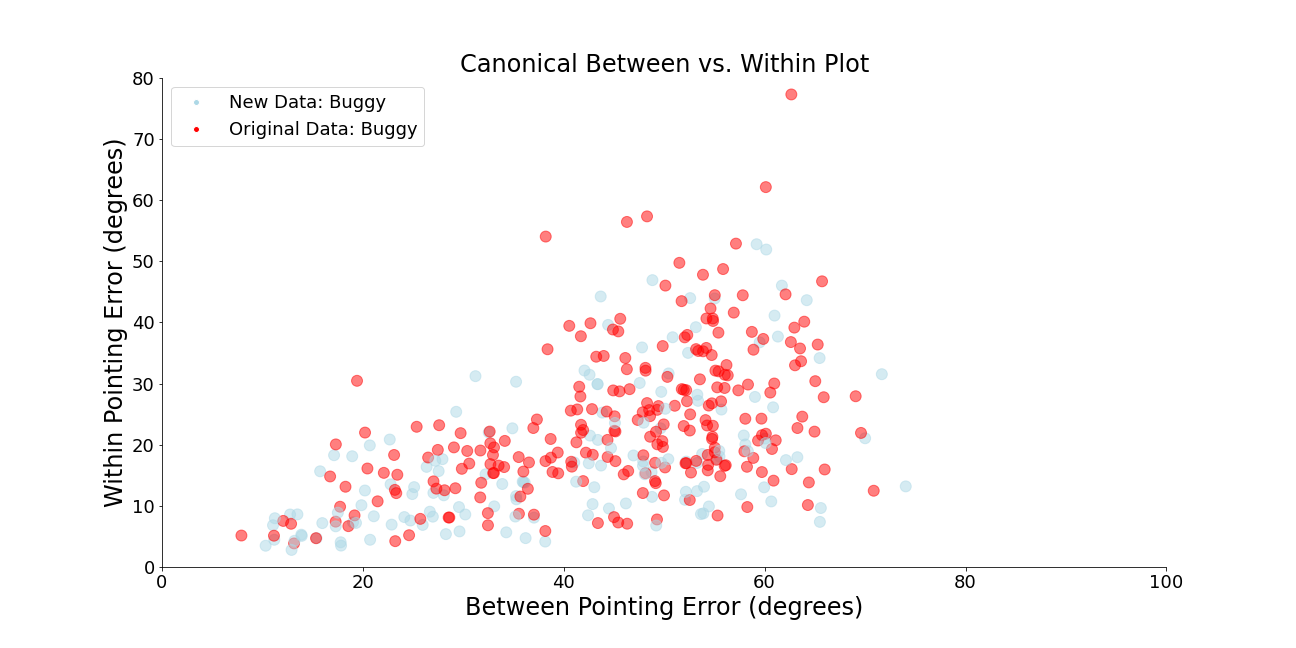 Canonical Between vs. Within Plot
New Data: Buggy
Original Data: Buggy
Within Pointing Error (degrees)
80
70
60
50
40
30
20
10
0
0 20 40 60 80 100
Between Pointing Error (degrees)